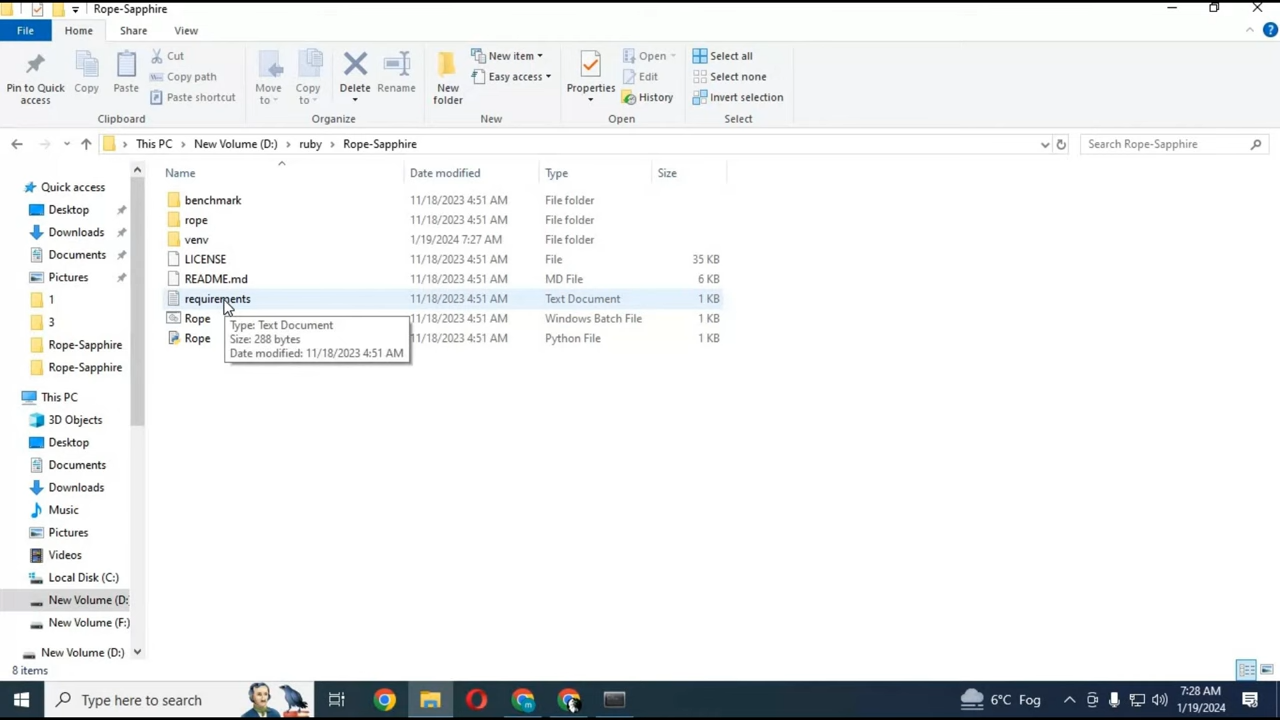 Rope-Sapphire
File Home Share View
Pin to Quick access
Copy
Paste
Cut
Copy path
Paste shortcut
Clipboard
Move to
Copy to
Delete
Rename
Organize
New folder
New item
Easy access
New
Properties
Open
Edit
History
Open
Select all
Select none
Invert selection
Select
This PC New Volume (D:) ruby Rope-Sapphire
Search Rope-Sapphire
Name Date modified Type Size
benchmark 11/18/2023 4:51 AM File folder
rope 11/18/2023 4:51 AM File folder
venv 1/19/2024 7:27 AM File folder
LICENSE 11/18/2023 4:51 AM File 35 KB
README.md 11/18/2023 4:51 AM MD File 6 KB
requirements 11/18/2023 4:51 AM Text Document 1 KB
Rope 11/18/2023 4:51 AM Windows Batch File 1 KB
Rope 11/18/2023 4:51 AM Python File 1 KB
Type: Text Document
Size: 288 bytes
Date modified: 11/18/2023 4:51 AM
Quick access
Desktop
Downloads
Documents
Pictures
1
3
Rope-Sapphire
Rope-Sapphire
This PC
3D Objects
Desktop
Documents
Downloads
Music
Pictures
Videos
Local Disk (C:)
New Volume (D:
New Volume (F:)
New Volume (D:)
8 items
Type here to search
6°C Fog
7:28 AM
1/19/2024